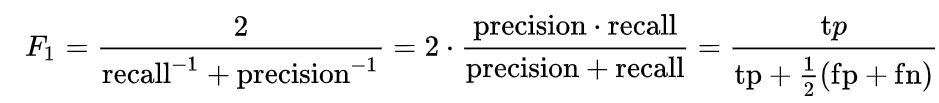 F₁ = 2 / (recall⁻¹ + precision⁻¹) = 2 · (precision · recall) / (precision + recall) = tp / (tp + ½(fp + fn))